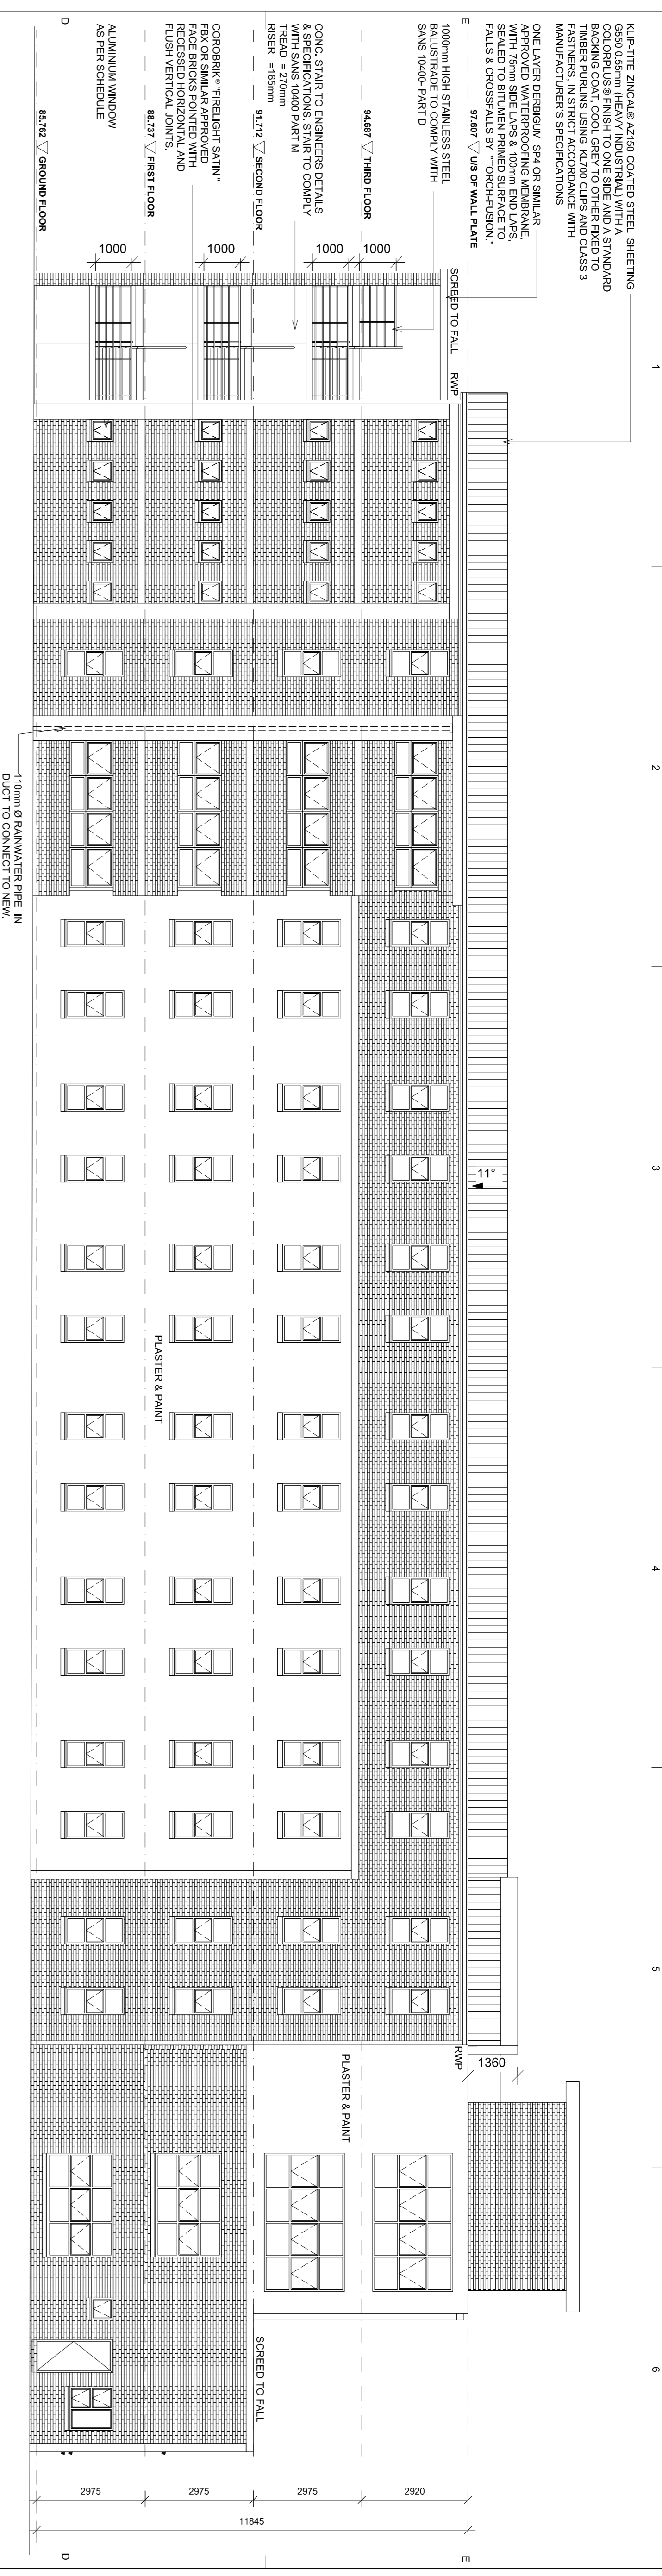 KLIP-TITE ZINCAL® AZ150 COATED STEEL SHEETING
G550 0.55mm (HEAVY INDUSTRIAL) WITH A
COLORPLUS® FINISH TO ONE SIDE AND A STANDARD
BACKING COAT, COOL GREY TO OTHER FIXED TO
TIMBER PURLINS USING KL700 CLIPS AND CLASS 3
FASTNERS, IN STRICT ACCORDANCE WITH
MANUFACTURER'S SPECIFICATIONS
ONE LAYER DERBIGUM SP4 OR SIMILAR
APPROVED WATERPROOFING MEMBRANE,
WITH 75mm SIDE LAPS & 100mm END LAPS,
SEALED TO BITUMEN PRIMED SURFACE TO
FALLS & CROSSFALLS BY "TORCH-FUSION."
E
97.607 U/S OF WALL PLATE
1000mm HIGH STAINLESS STEEL
BALUSTRADE TO COMPLY WITH
SANS 10400- PART D
94.687 THIRD FLOOR
CONC. STAIR TO ENGINEERS DETAILS
& SPECIFICATIONS. STAIR TO COMPLY
WITH SANS 10400 PART M
TREAD = 270mm
RISER =165mm
91.712 SECOND FLOOR
COROBRIK® "FIRELIGHT SATIN"
FBX OR SIMILAR APPROVED
FACE BRICKS POINTED WITH
RECESSED HORIZONTAL AND
FLUSH VERTICAL JOINTS.
88.737 FIRST FLOOR
ALUMINIUM WINDOW
AS PER SCHEDULE
D
85.762 GROUND FLOOR
1000
1000
1000
1000
SCREED TO FALL
RWP
1
2
3
4
5
6
110mm Ø RAINWATER PIPE IN
DUCT TO CONNECT TO NEW.
11°
PLASTER & PAINT
RWP
1360
PLASTER & PAINT
SCREED TO FALL
2975
2975
2975
2920
11845
E
D